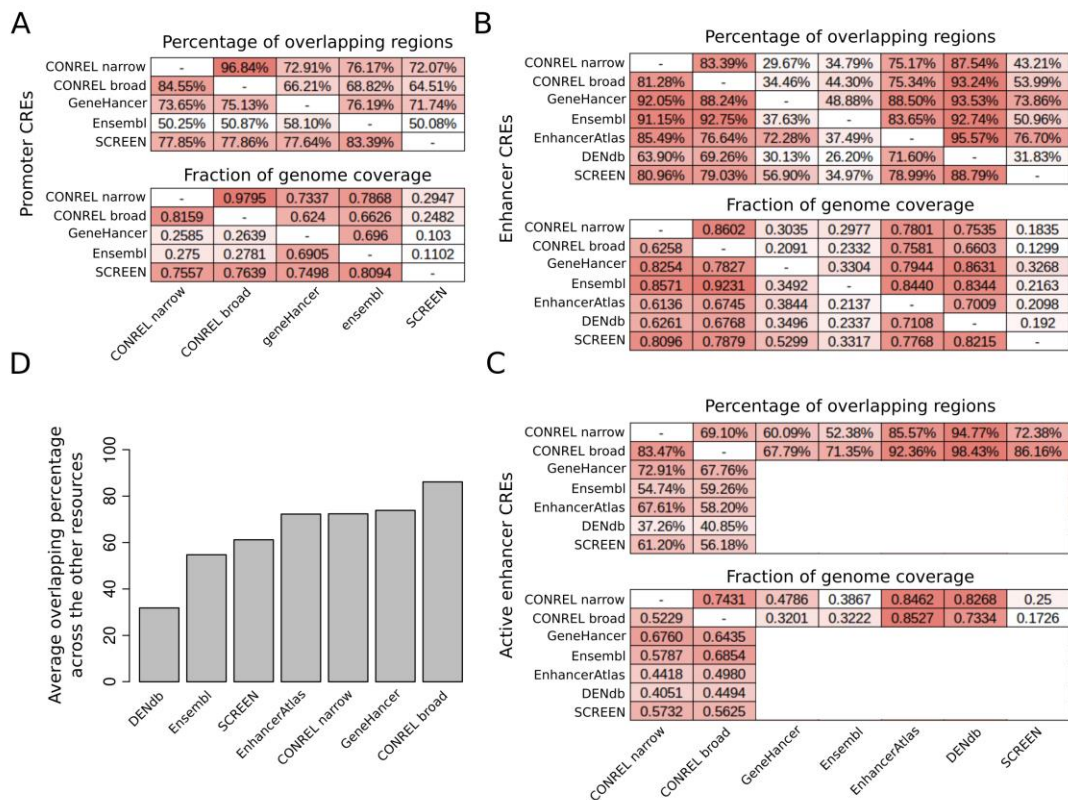 A
Percentage of overlapping regions
Promoter CREs
CONREL narrow - 96.84% 72.91% 76.17% 72.07%
CONREL broad 84.55% - 66.21% 68.82% 64.51%
GeneHancer 73.65% 75.13% - 76.19% 71.74%
Ensembl 50.25% 50.87% 58.10% - 50.08%
SCREEN 77.85% 77.86% 77.64% 83.39% -
Fraction of genome coverage
CONREL narrow - 0.9795 0.7337 0.7868 0.2947
CONREL broad 0.8159 - 0.624 0.6626 0.2482
GeneHancer 0.2585 0.2639 - 0.696 0.103
Ensembl 0.275 0.2781 0.6905 - 0.1102
SCREEN 0.7557 0.7639 0.7498 0.8094 -
CONREL narrow CONREL broad geneHancer ensembl SCREEN
B
Percentage of overlapping regions
Enhancer CREs
CONREL narrow - 83.39% 29.67% 34.79% 75.17% 87.54% 43.21%
CONREL broad 81.28% - 34.46% 44.30% 75.34% 93.24% 53.99%
GeneHancer 92.05% 88.24% - 48.88% 88.50% 93.53% 73.86%
Ensembl 91.15% 92.75% 37.63% - 83.65% 92.74% 50.96%
EnhancerAtlas 85.49% 76.64% 72.28% 37.49% - 95.57% 76.70%
DENdb 63.90% 69.26% 30.13% 26.20% 71.60% - 31.83%
SCREEN 80.96% 79.03% 56.90% 34.97% 78.99% 88.79% -
Fraction of genome coverage
CONREL narrow - 0.8602 0.3035 0.2977 0.7801 0.7535 0.1835
CONREL broad 0.6258 - 0.2091 0.2332 0.7581 0.6603 0.1299
GeneHancer 0.8254 0.7827 - 0.3304 0.7944 0.8631 0.3268
Ensembl 0.8571 0.9231 0.3492 - 0.8440 0.8344 0.2163
EnhancerAtlas 0.6136 0.6745 0.3844 0.2137 - 0.7009 0.2098
DENdb 0.6261 0.6768 0.3496 0.2337 0.7108 - 0.192
SCREEN 0.8096 0.7879 0.5299 0.3317 0.7768 0.8215 -
D
Average overlapping percentage
across the other resources
100
80
60
40
20
0
DENdb Ensembl SCREEN EnhancerAtlas CONREL narrow GeneHancer CONREL broad
C
Percentage of overlapping regions
Active enhancer CREs
CONREL narrow - 69.10% 60.09% 52.38% 85.57% 94.77% 72.38%
CONREL broad 83.47% - 67.79% 71.35% 92.36% 98.43% 86.16%
GeneHancer 72.91% 67.76%
Ensembl 54.74% 59.26%
EnhancerAtlas 67.61% 58.20%
DENdb 37.26% 40.85%
SCREEN 61.20% 56.18%
Fraction of genome coverage
CONREL narrow - 0.7431 0.4786 0.3867 0.8462 0.8268 0.25
CONREL broad 0.5229 - 0.3201 0.3222 0.8527 0.7334 0.1726
GeneHancer 0.6760 0.6435
Ensembl 0.5787 0.6854
EnhancerAtlas 0.4418 0.4980
DENdb 0.4051 0.4494
SCREEN 0.5732 0.5625
CONREL narrow CONREL broad GeneHancer Ensembl EnhancerAtlas DENdb SCREEN